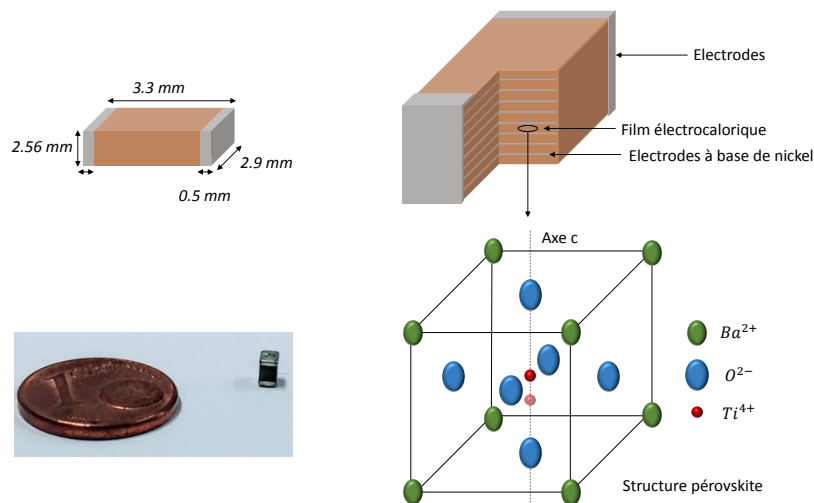 3.3 mm
2.56 mm
2.9 mm
0.5 mm
Electrodes
Film électrocalorique
Electrodes à base de nickel
Axe c
Ba²⁺
O²⁻
Ti⁴⁺
Structure pérovskite
1